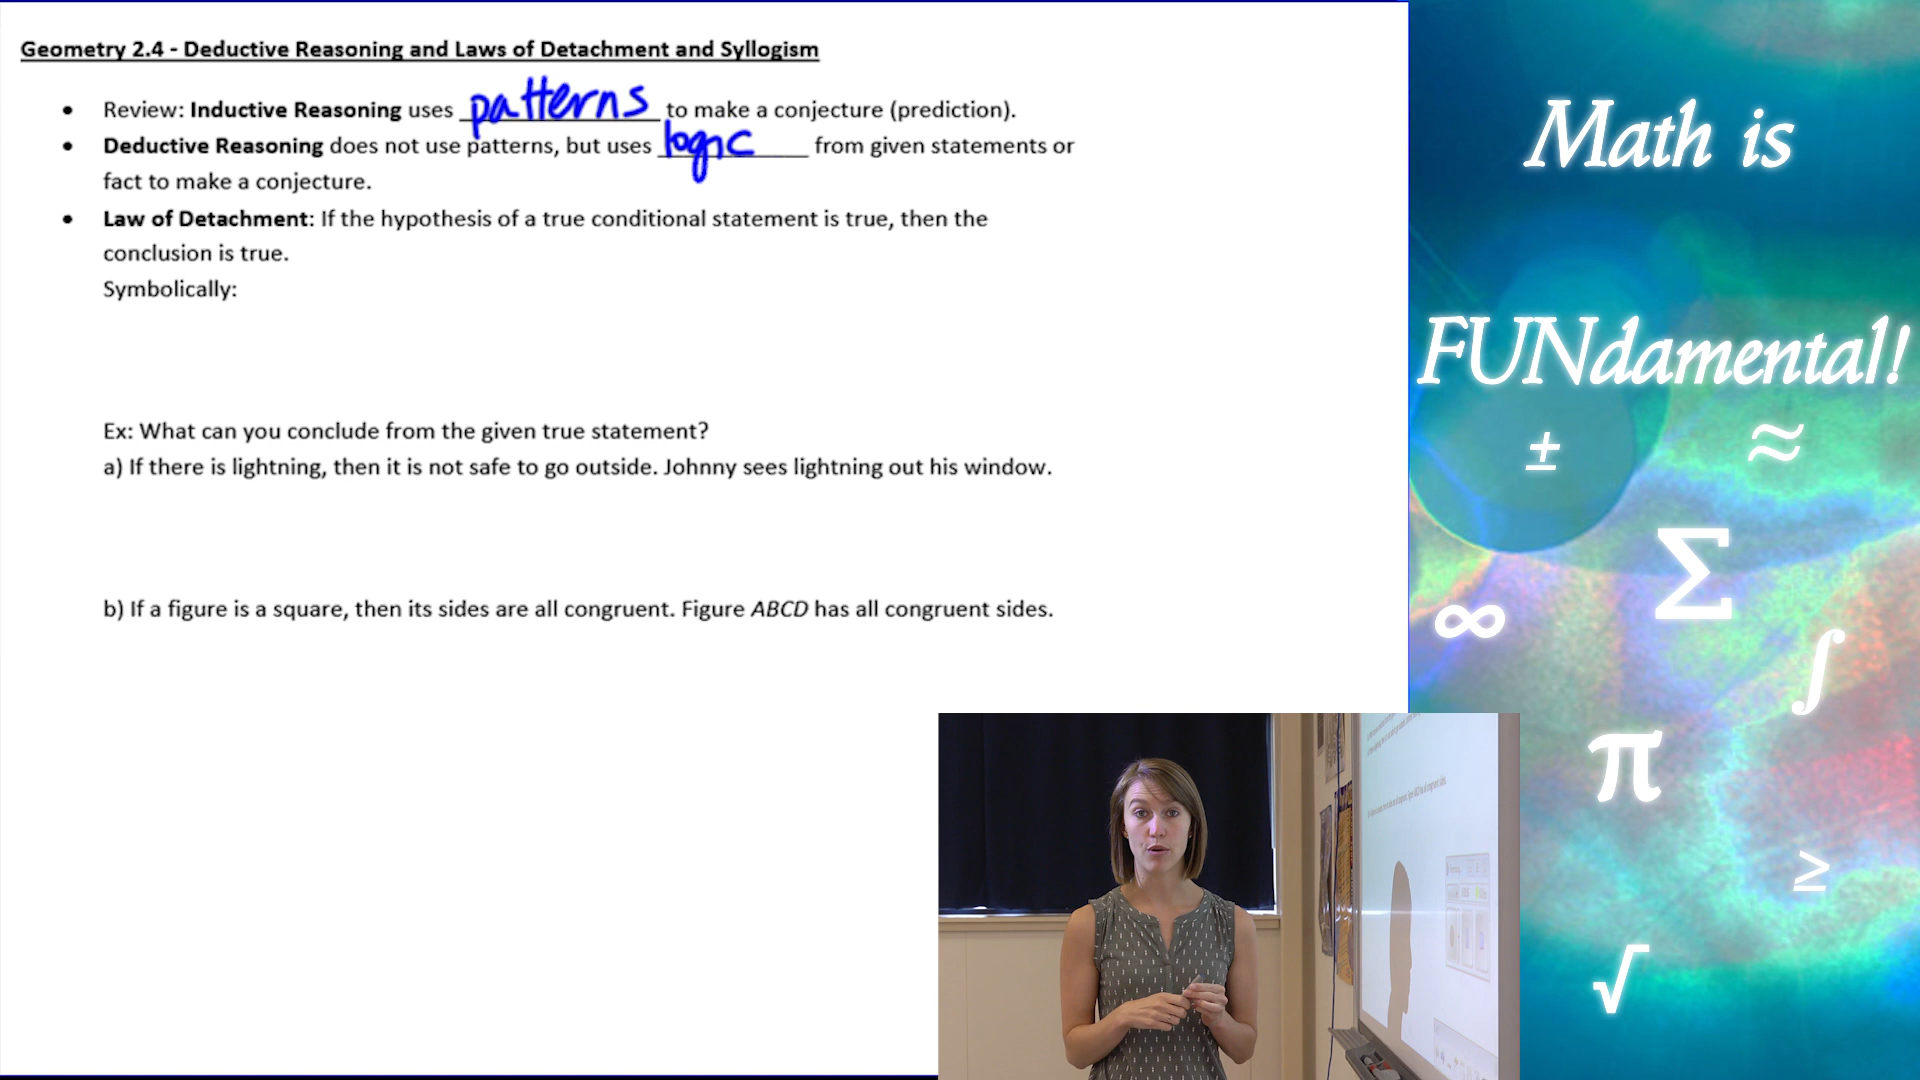 Geometry 2.4 - Deductive Reasoning and Laws of Detachment and Syllogism
• Review: Inductive Reasoning uses patterns to make a conjecture (prediction).
• Deductive Reasoning does not use patterns, but uses logic from given statements or
fact to make a conjecture.
• Law of Detachment: If the hypothesis of a true conditional statement is true, then the
conclusion is true.
Symbolically:
Ex: What can you conclude from the given true statement?
a) If there is lightning, then it is not safe to go outside. Johnny sees lightning out his window.
b) If a figure is a square, then its sides are all congruent. Figure ABCD has all congruent sides.
Math is
FUNdamental!
± ≈
Σ
∞
∫
π
≥
√